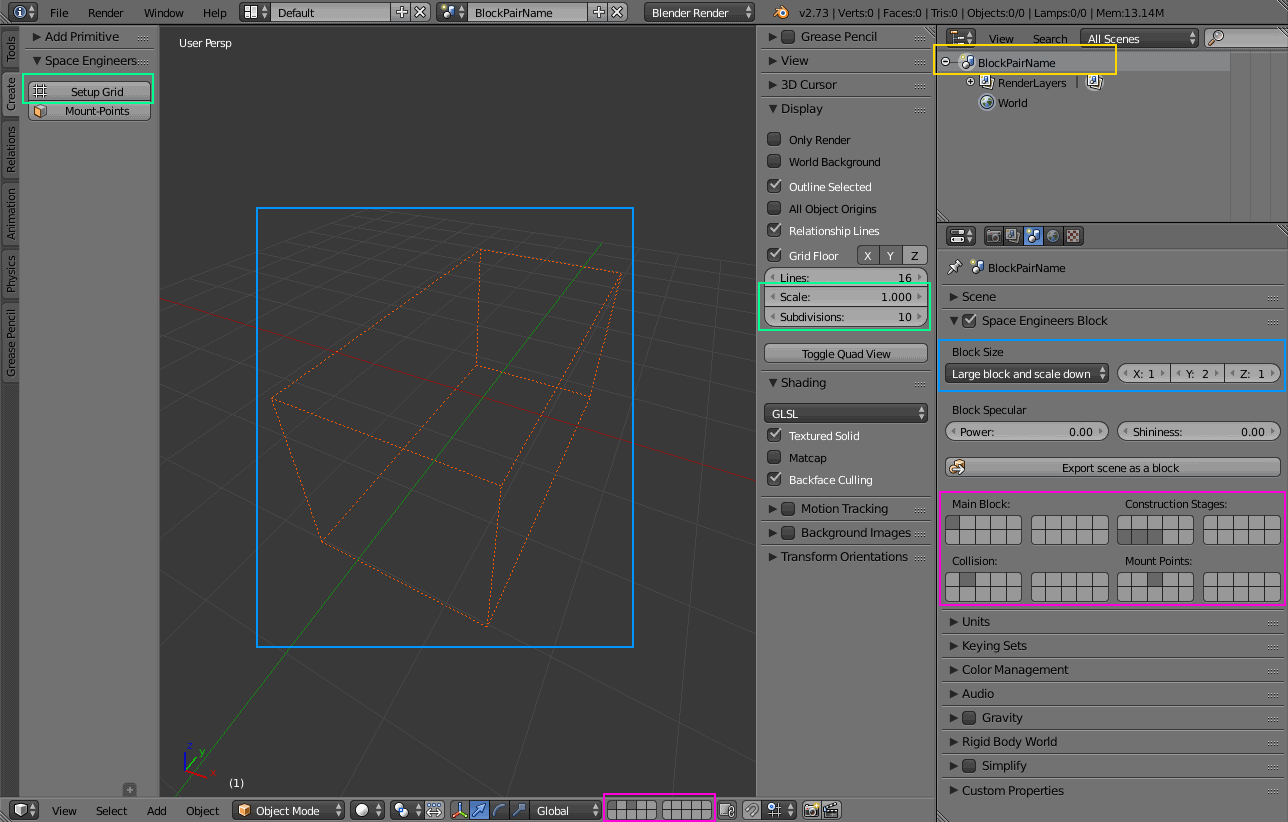 File Render Window Help Default BlockPairName Blender Render v2.73 | Verts:0 | Faces:0 | Tris:0 | Objects:0/0 | Lamps:0/0 | Mem:13.14M
Tools
Create
Relations
Animation
Physics
Grease Pencil
Add Primitive
Space Engineers
Setup Grid
Mount-Points
User Persp
z
y
x
(1)
Grease Pencil
View
3D Cursor
Display
Only Render
World Background
Outline Selected
All Object Origins
Relationship Lines
Grid Floor X Y Z
Lines: 16
Scale: 1.000
Subdivisions: 10
Toggle Quad View
Shading
GLSL
Textured Solid
Matcap
Backface Culling
Motion Tracking
Background Images
Transform Orientations
View Search All Scenes
BlockPairName
RenderLayers |
World
BlockPairName
Scene
Space Engineers Block
Block Size
Large block and scale down X: 1 Y: 2 Z: 1
Block Specular
Power: 0.00 Shininess: 0.00
Export scene as a block
Main Block: Construction Stages:
Collision: Mount Points:
Units
Keying Sets
Color Management
Audio
Gravity
Rigid Body World
Simplify
Custom Properties
View Select Add Object Object Mode Global